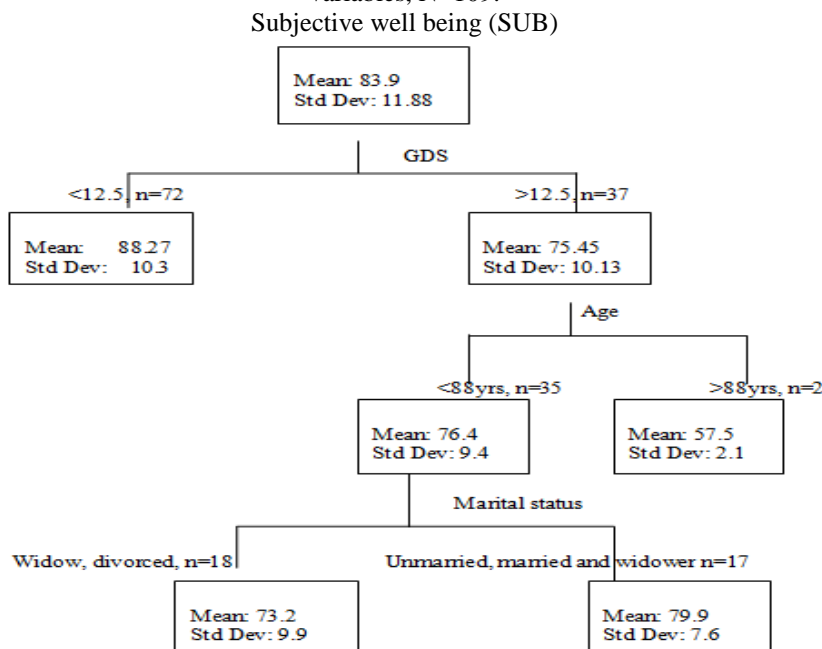 Subjective well being (SUB)
Mean: 83.9
Std Dev: 11.88
GDS
<12.5, n=72
>12.5, n=37
Mean: 88.27
Std Dev: 10.3
Mean: 75.45
Std Dev: 10.13
Age
<88yrs, n=35
>88yrs, n=2
Mean: 76.4
Std Dev: 9.4
Mean: 57.5
Std Dev: 2.1
Marital status
Widow, divorced, n=18
Unmarried, married and widower n=17
Mean: 73.2
Std Dev: 9.9
Mean: 79.9
Std Dev: 7.6